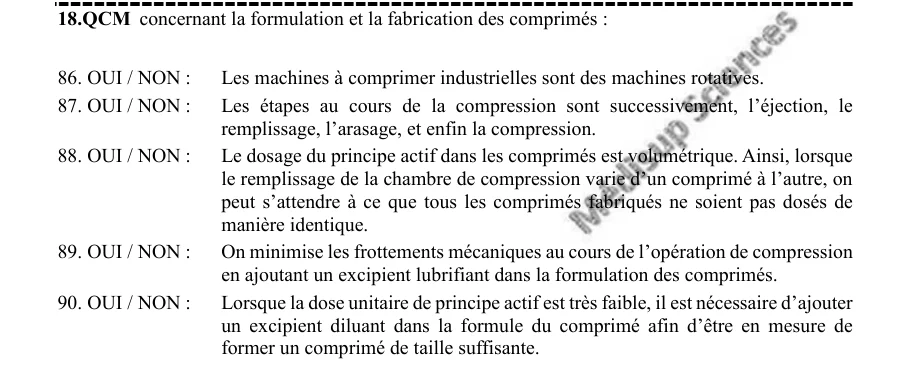 18.QCM concernant la formulation et la fabrication des comprimés :
86. OUI / NON : Les machines à comprimer industrielles sont des machines rotatives.
87. OUI / NON : Les étapes au cours de la compression sont successivement, l’éjection, le
remplissage, l’arasage, et enfin la compression.
88. OUI / NON : Le dosage du principe actif dans les comprimés est volumétrique. Ainsi, lorsque
le remplissage de la chambre de compression varie d’un comprimé à l’autre, on
peut s’attendre à ce que tous les comprimés fabriqués ne soient pas dosés de
manière identique.
89. OUI / NON : On minimise les frottements mécaniques au cours de l’opération de compression
en ajoutant un excipient lubrifiant dans la formulation des comprimés.
90. OUI / NON : Lorsque la dose unitaire de principe actif est très faible, il est nécessaire d’ajouter
un excipient diluant dans la formule du comprimé afin d’être en mesure de
former un comprimé de taille suffisante.
Médisup Sciences